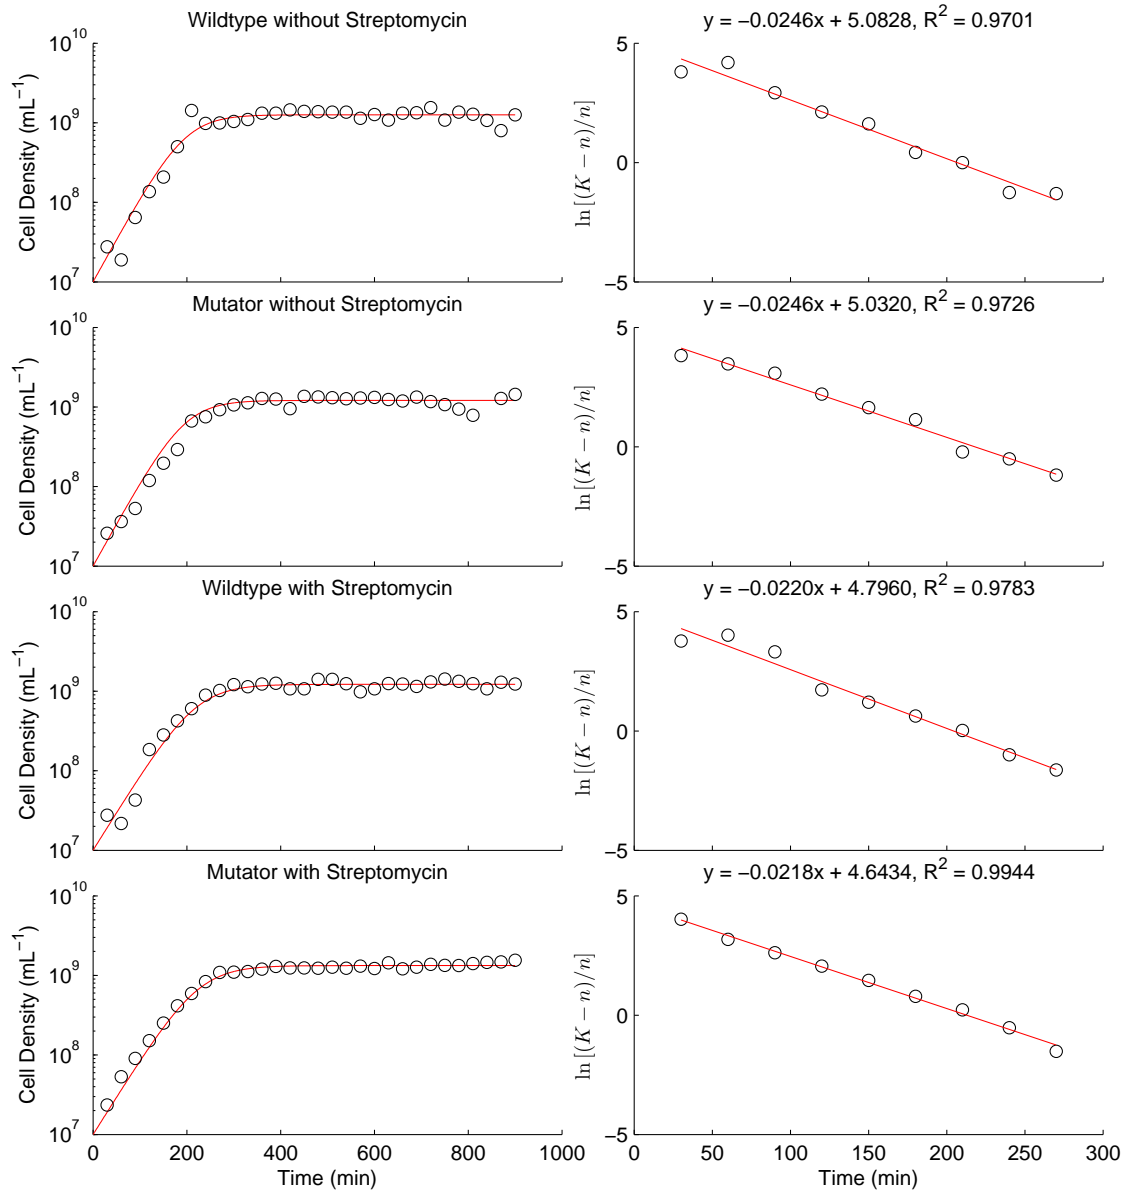 Wildtype without Streptomycin
y = −0.0246x + 5.0828, R² = 0.9701
10¹⁰
10⁹
10⁸
10⁷
Cell Density (mL⁻¹)
5
0
−5
ln [(K − n)/n]
Mutator without Streptomycin
y = −0.0246x + 5.0320, R² = 0.9726
10¹⁰
10⁹
10⁸
10⁷
Cell Density (mL⁻¹)
5
0
−5
ln [(K − n)/n]
Wildtype with Streptomycin
y = −0.0220x + 4.7960, R² = 0.9783
10¹⁰
10⁹
10⁸
10⁷
Cell Density (mL⁻¹)
5
0
−5
ln [(K − n)/n]
Mutator with Streptomycin
y = −0.0218x + 4.6434, R² = 0.9944
10¹⁰
10⁹
10⁸
10⁷
Cell Density (mL⁻¹)
5
0
−5
ln [(K − n)/n]
0 200 400 600 800 1000
Time (min)
0 50 100 150 200 250 300
Time (min)